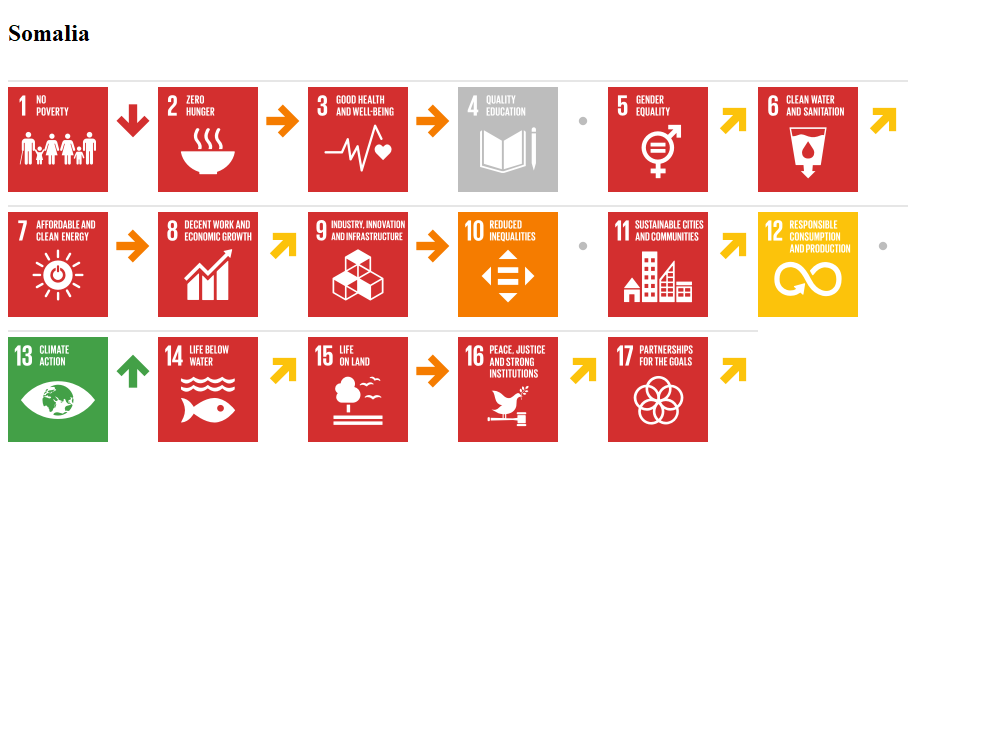 Somalia
1 NO
POVERTY
2 ZERO
HUNGER
3 GOOD HEALTH
AND WELL-BEING
4 QUALITY
EDUCATION
5 GENDER
EQUALITY
6 CLEAN WATER
AND SANITATION
7 AFFORDABLE AND
CLEAN ENERGY
8 DECENT WORK AND
ECONOMIC GROWTH
9 INDUSTRY, INNOVATION
AND INFRASTRUCTURE
10 REDUCED
INEQUALITIES
11 SUSTAINABLE CITIES
AND COMMUNITIES
12 RESPONSIBLE
CONSUMPTION
AND PRODUCTION
13 CLIMATE
ACTION
14 LIFE BELOW
WATER
15 LIFE
ON LAND
16 PEACE, JUSTICE
AND STRONG
INSTITUTIONS
17 PARTNERSHIPS
FOR THE GOALS